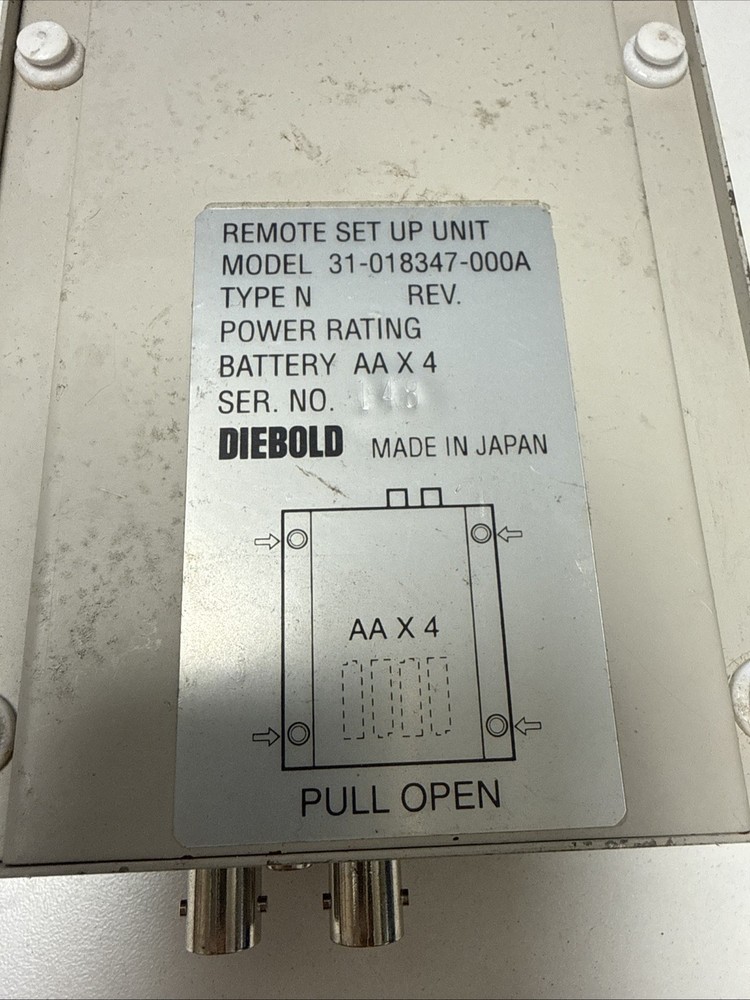 REMOTE SET UP UNIT
MODEL 31-018347-000A
TYPE N REV.
POWER RATING
BATTERY AA X 4
SER. NO.
DIEBOLD MADE IN JAPAN
AA X 4
PULL OPEN